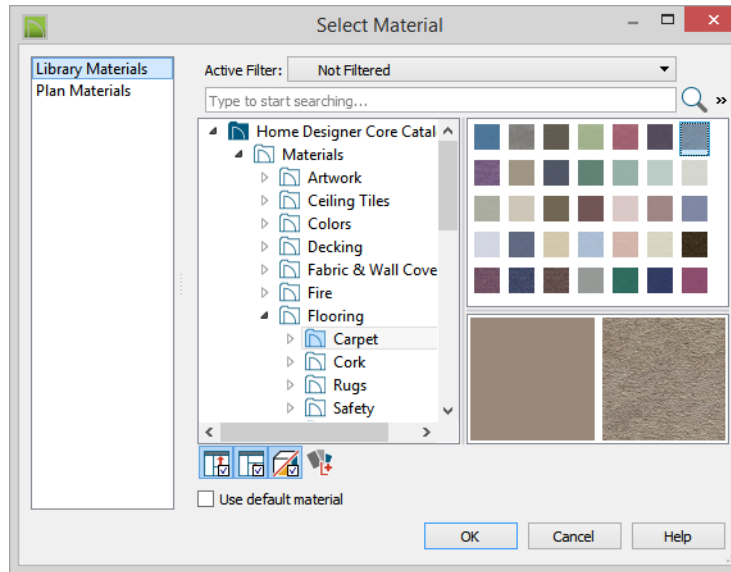 Select Material
Library Materials
Plan Materials
Active Filter: Not Filtered
Type to start searching...
»
Home Designer Core Catal
Materials
Artwork
Ceiling Tiles
Colors
Decking
Fabric & Wall Cove
Fire
Flooring
Carpet
Cork
Rugs
Safety
Use default material
OK Cancel Help